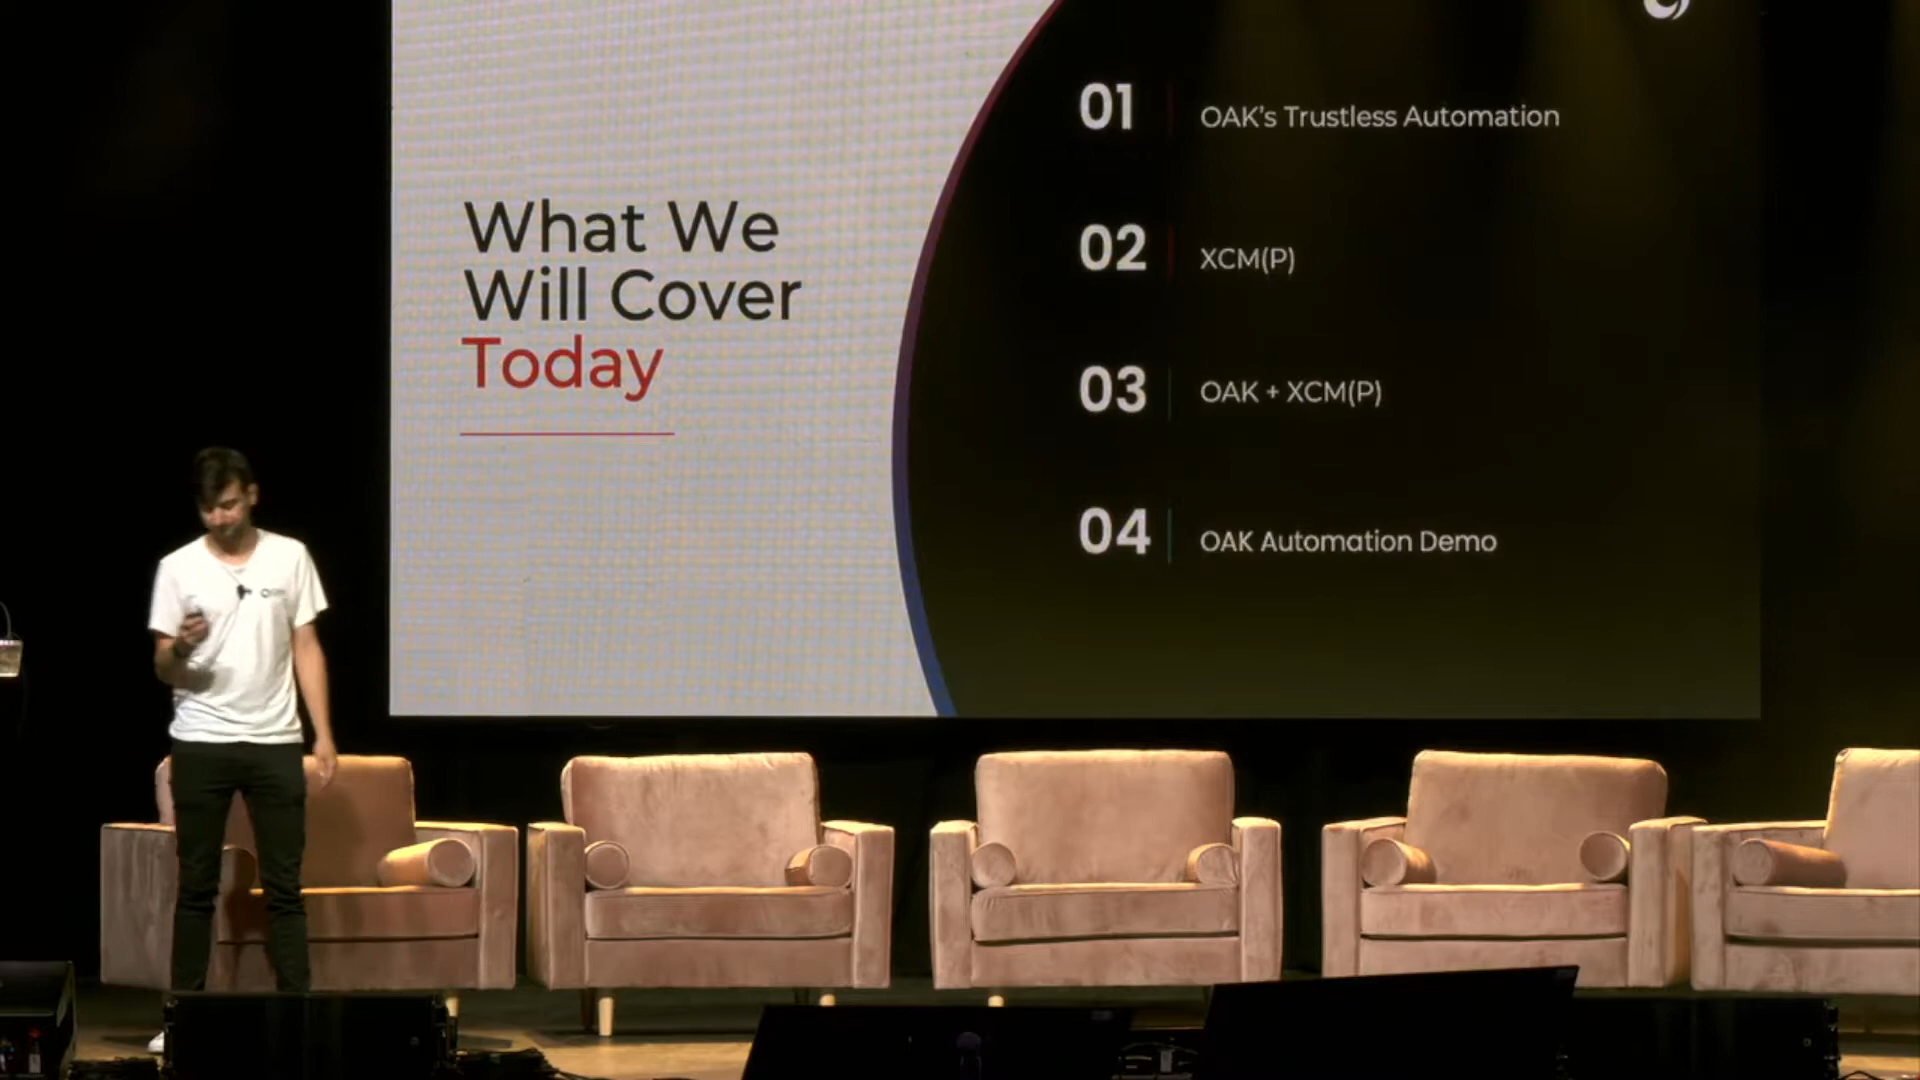 What We
Will Cover
Today
01
OAK's Trustless Automation
02
XCM(P)
03
OAK + XCM(P)
04
OAK Automation Demo